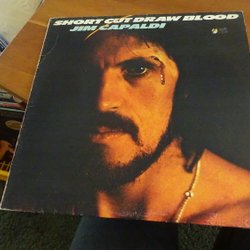 SHORT CUT DRAW BLOOD
JIM CAPALDI